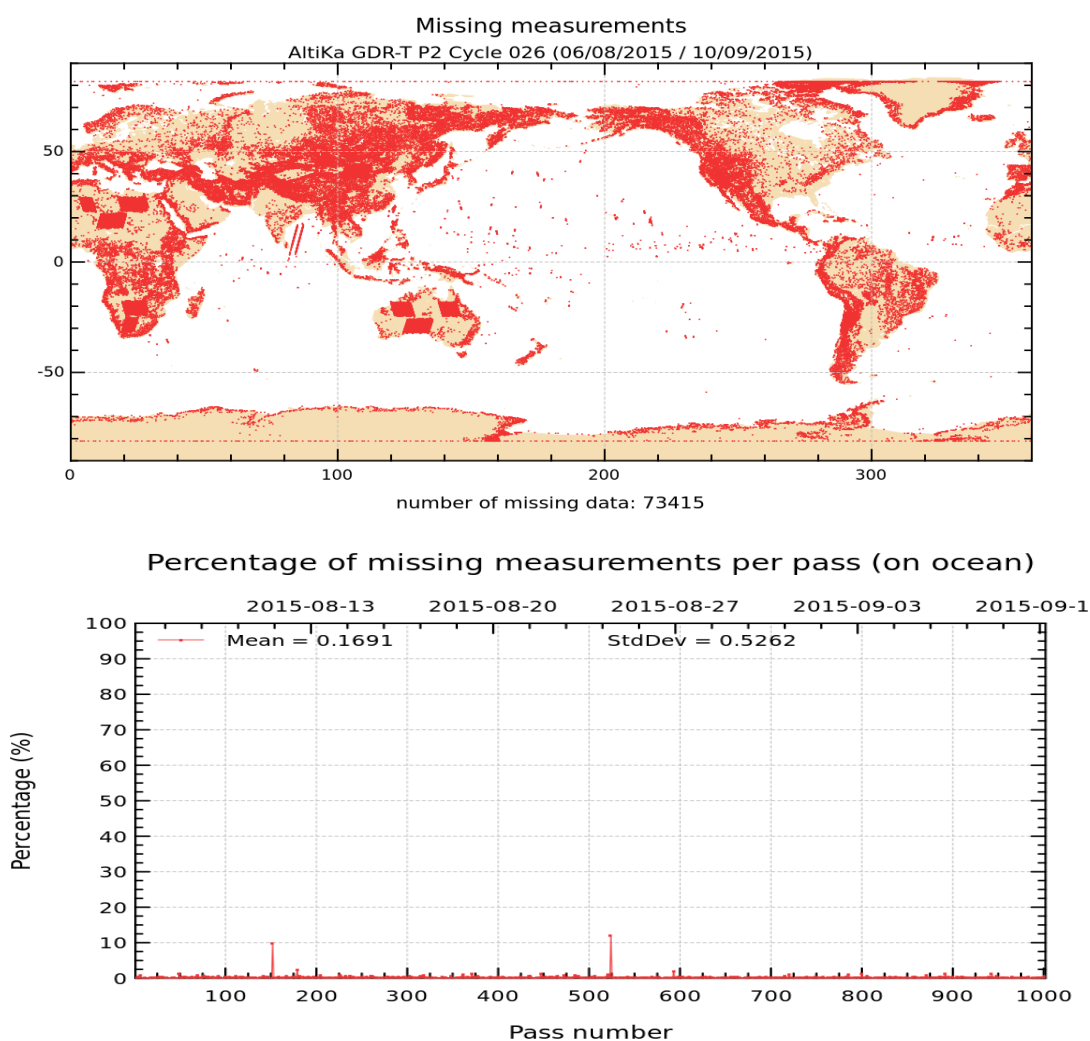 Missing measurements
AltiKa GDR-T P2 Cycle 026 (06/08/2015 / 10/09/2015)
50
0
-50
0 100 200 300
number of missing data: 73415
Percentage of missing measurements per pass (on ocean)
2015-08-13 2015-08-20 2015-08-27 2015-09-03 2015-09-1
Mean = 0.1691 StdDev = 0.5262
100
90
80
70
60
50
40
30
20
10
0
Percentage (%)
100 200 300 400 500 600 700 800 900 1000
Pass number